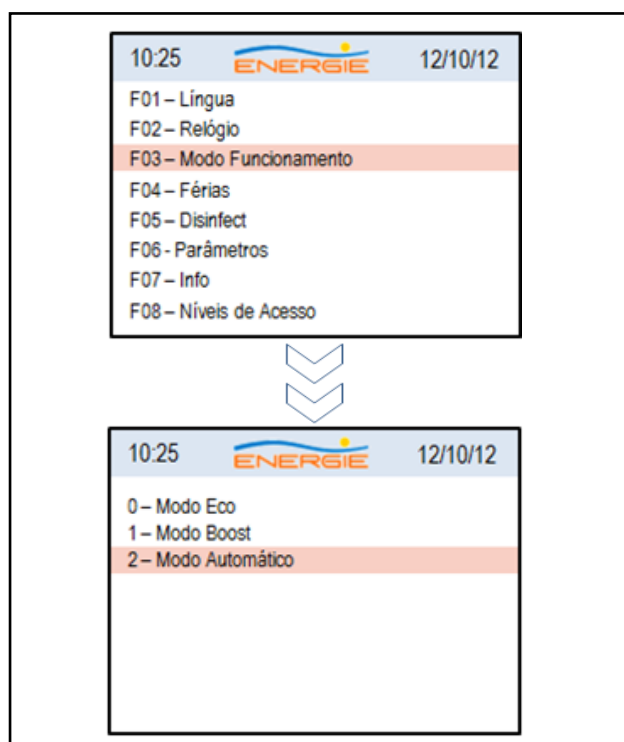 10:25 ENERGIE 12/10/12
F01 – Língua
F02 – Relógio
F03 – Modo Funcionamento
F04 – Férias
F05 – Disinfect
F06 - Parâmetros
F07 – Info
F08 – Níveis de Acesso
10:25 ENERGIE 12/10/12
0 – Modo Eco
1 – Modo Boost
2 – Modo Automático